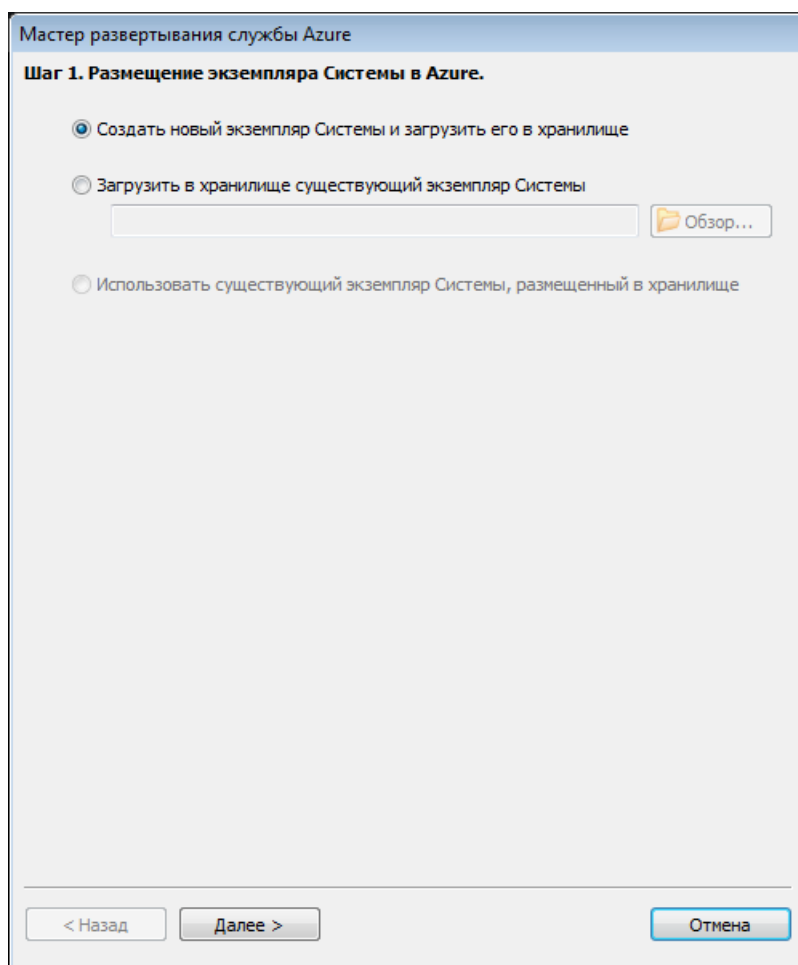 Мастер развертывания службы Azure
Шаг 1. Размещение экземпляра Системы в Azure.
Создать новый экземпляр Системы и загрузить его в хранилище
Загрузить в хранилище существующий экземпляр Системы
Обзор...
Использовать существующий экземпляр Системы, размещенный в хранилище
< Назад
Далее >
Отмена